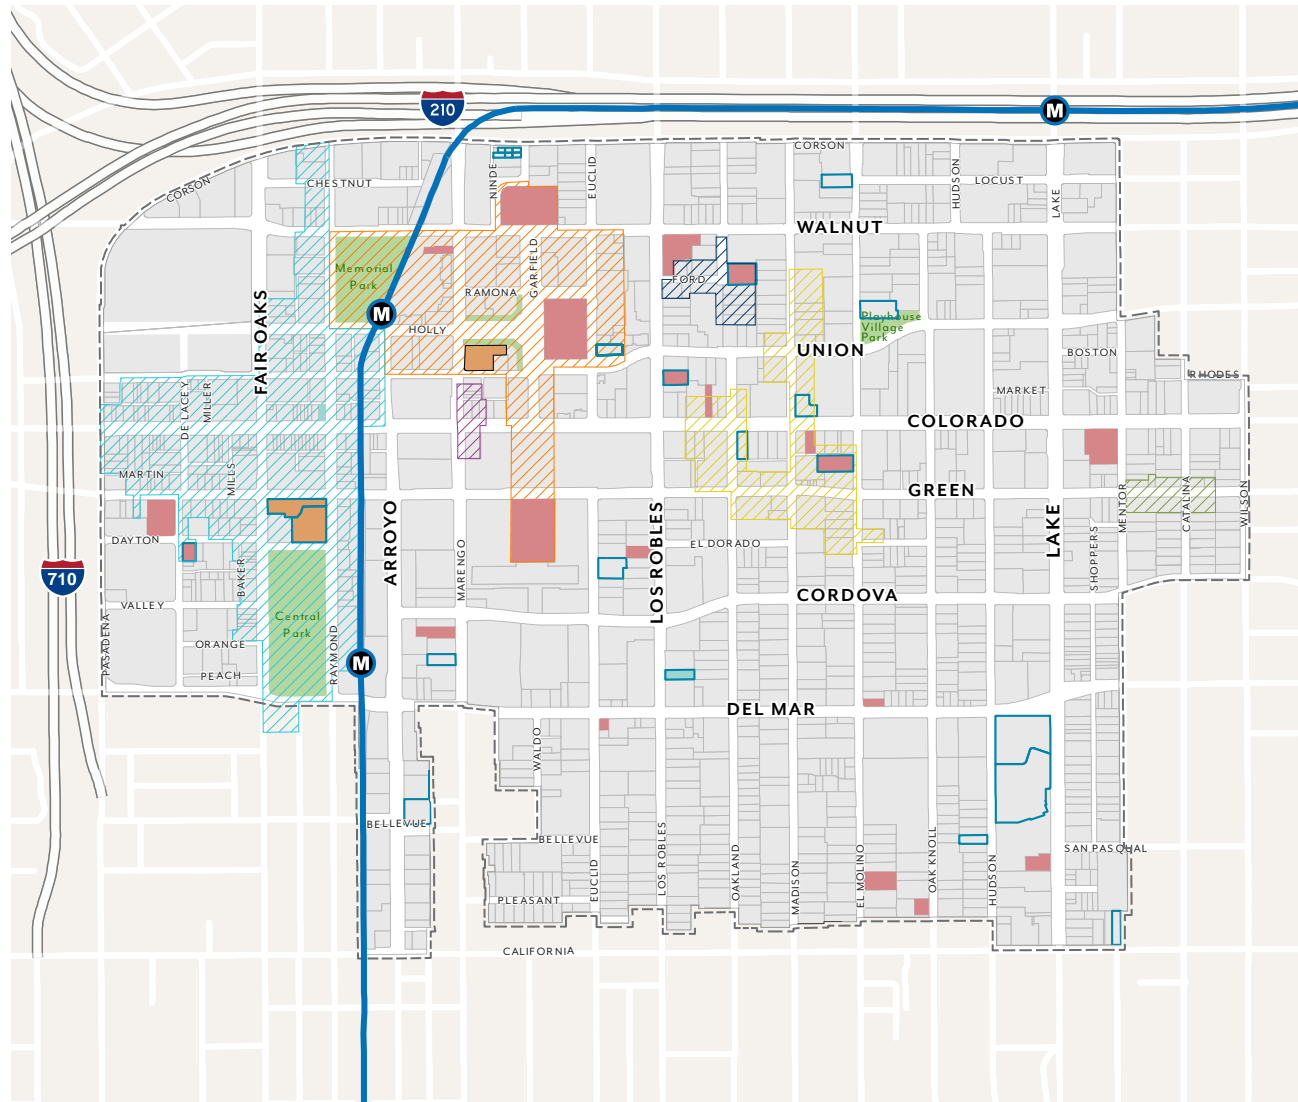 210
M
CORSON
CORSON
CHESTNUT
NINDE
EUCLID
HUDSON
LOCUST
LAKE
WALNUT
Memorial
Park
GARFIELD
RAMONA
FORD
FAIR OAKS
M
HOLLY
Playhouse
Village
Park
UNION
BOSTON
RHODES
DE LACEY
MILLER
MARKET
COLORADO
MARTIN
MILLS
GREEN
MENTOR
CATALINA
WILSON
ARROYO
LOS ROBLES
LAKE
DAYTON
EL DORADO
710
BAKER
MARENGO
SHOPPERS
VALLEY
CORDOVA
Central
Park
PASADENA
ORANGE
RAYMOND
PEACH
M
DEL MAR
WALDO
BELLEVUE
BELLEVUE
SAN PASQUAL
EUCLID
LOS ROBLES
OAKLAND
MADISON
EL MOLINO
OAK KNOLL
HUDSON
PLEASANT
CALIFORNIA